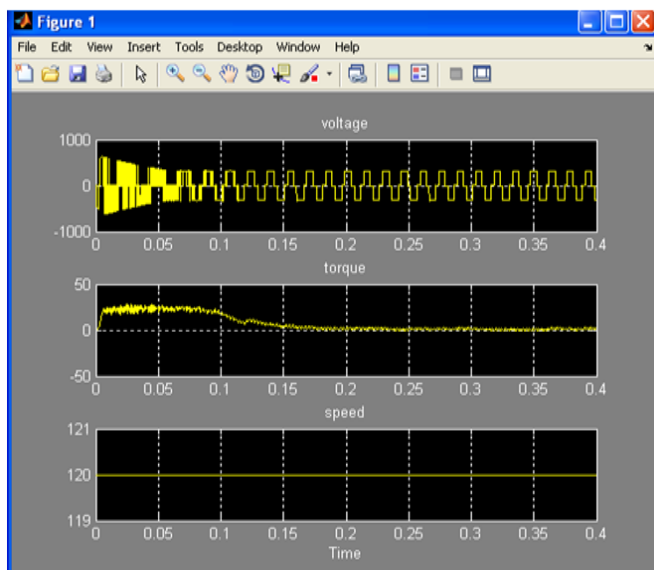 Figure 1
File Edit View Insert Tools Desktop Window Help
voltage
1000
0
-1000
0 0.05 0.1 0.15 0.2 0.25 0.3 0.35 0.4
torque
50
0
-50
0 0.05 0.1 0.15 0.2 0.25 0.3 0.35 0.4
speed
121
120
119
0 0.05 0.1 0.15 0.2 0.25 0.3 0.35 0.4
Time